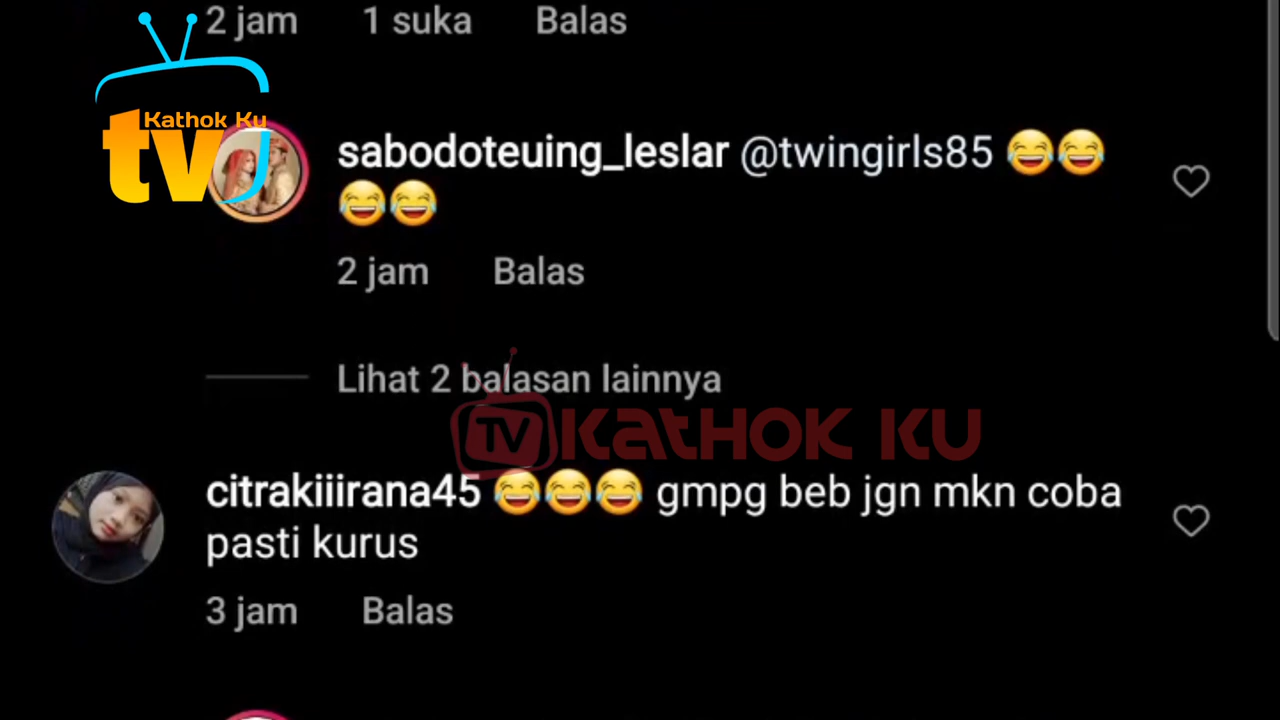 2 jam 1 suka Balas
Kathok Ku
tv
sabodoteuing_leslar @twingirls85 😂😂
😂😂
2 jam Balas
Lihat 2 balasan lainnya
TV KATHOK KU
citrakiiirana45 😂😂😂 gmpg beb jgn mkn coba
pasti kurus
3 jam Balas